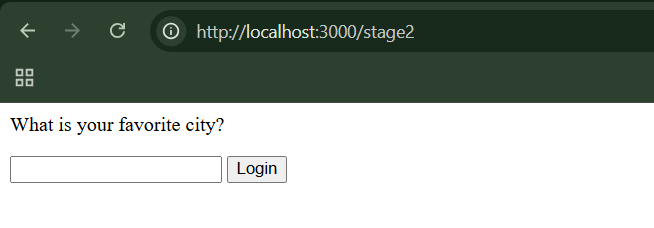 http://localhost:3000/stage2
What is your favorite city?
Login